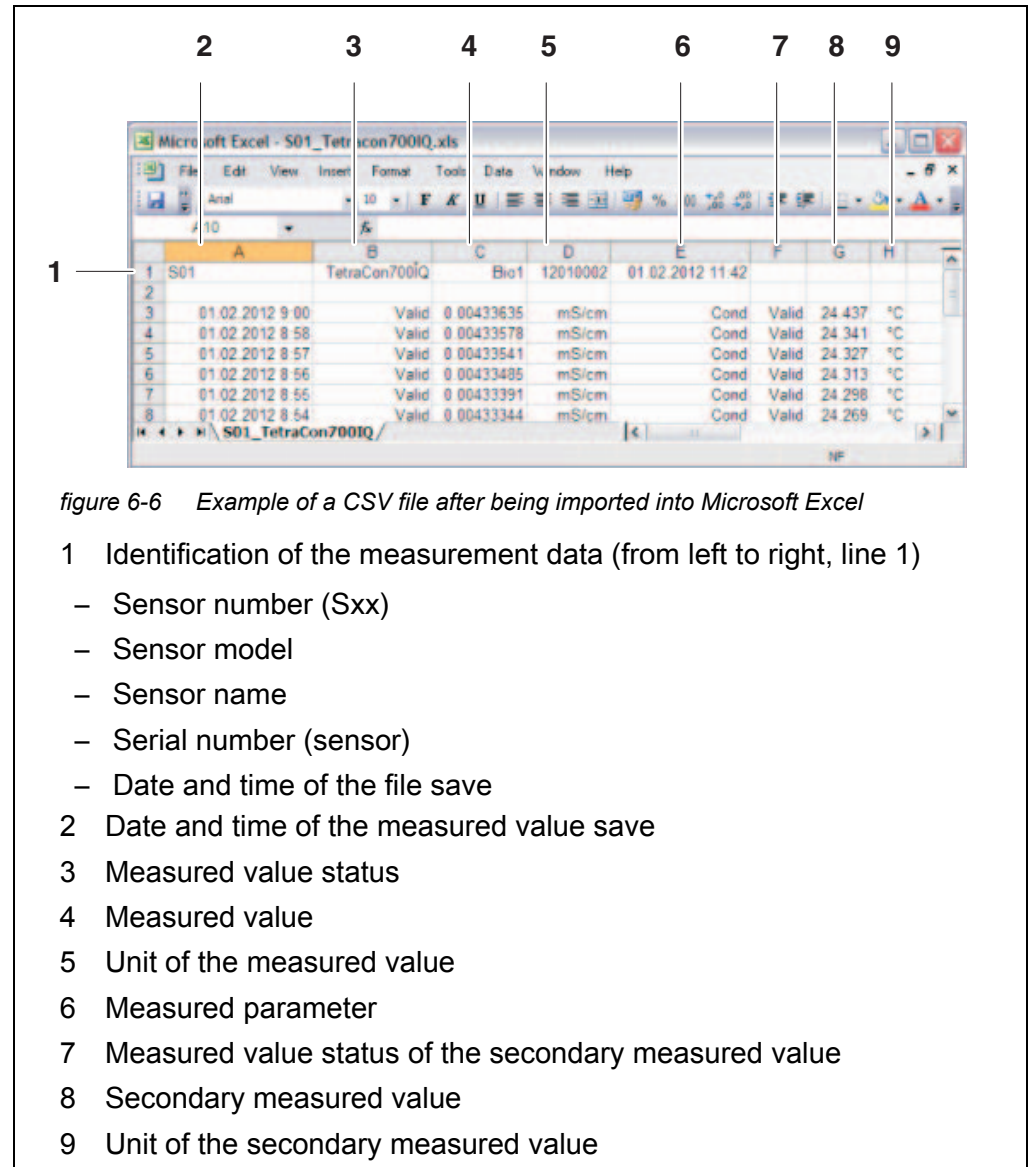 2 3 4 5 6 7 8 9
Microsoft Excel - S01_Tetracon700IQ.xls
File Edit View Insert Format Tools Data Window Help
Arial 10 F K U %
A10 fx
A B C D E F G H
1
1 S01 TetraCon700IQ Bio1 12010002 01.02.2012 11:42
2
3 01.02.2012 9:00 Valid 0.00433635 mS/cm Cond Valid 24.437 °C
4 01.02.2012 8:58 Valid 0.00433578 mS/cm Cond Valid 24.341 °C
5 01.02.2012 8:57 Valid 0.00433541 mS/cm Cond Valid 24.327 °C
6 01.02.2012 8:56 Valid 0.00433485 mS/cm Cond Valid 24.313 °C
7 01.02.2012 8:55 Valid 0.00433391 mS/cm Cond Valid 24.298 °C
8 01.02.2012 8:54 Valid 0.00433344 mS/cm Cond Valid 24.269 °C
S01_TetraCon700IQ
NF
figure 6-6 Example of a CSV file after being imported into Microsoft Excel
1 Identification of the measurement data (from left to right, line 1)
– Sensor number (Sxx)
– Sensor model
– Sensor name
– Serial number (sensor)
– Date and time of the file save
2 Date and time of the measured value save
3 Measured value status
4 Measured value
5 Unit of the measured value
6 Measured parameter
7 Measured value status of the secondary measured value
8 Secondary measured value
9 Unit of the secondary measured value